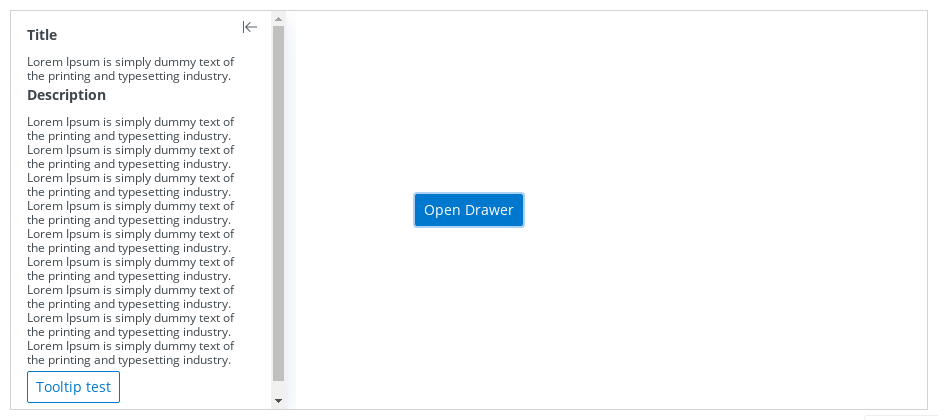 Title
Lorem Ipsum is simply dummy text of
the printing and typesetting industry.
Description
Lorem Ipsum is simply dummy text of
the printing and typesetting industry.
Lorem Ipsum is simply dummy text of
the printing and typesetting industry.
Lorem Ipsum is simply dummy text of
the printing and typesetting industry.
Lorem Ipsum is simply dummy text of
the printing and typesetting industry.
Lorem Ipsum is simply dummy text of
the printing and typesetting industry.
Lorem Ipsum is simply dummy text of
the printing and typesetting industry.
Lorem Ipsum is simply dummy text of
the printing and typesetting industry.
Lorem Ipsum is simply dummy text of
the printing and typesetting industry.
Lorem Ipsum is simply dummy text of
the printing and typesetting industry.
Tooltip test
Open Drawer